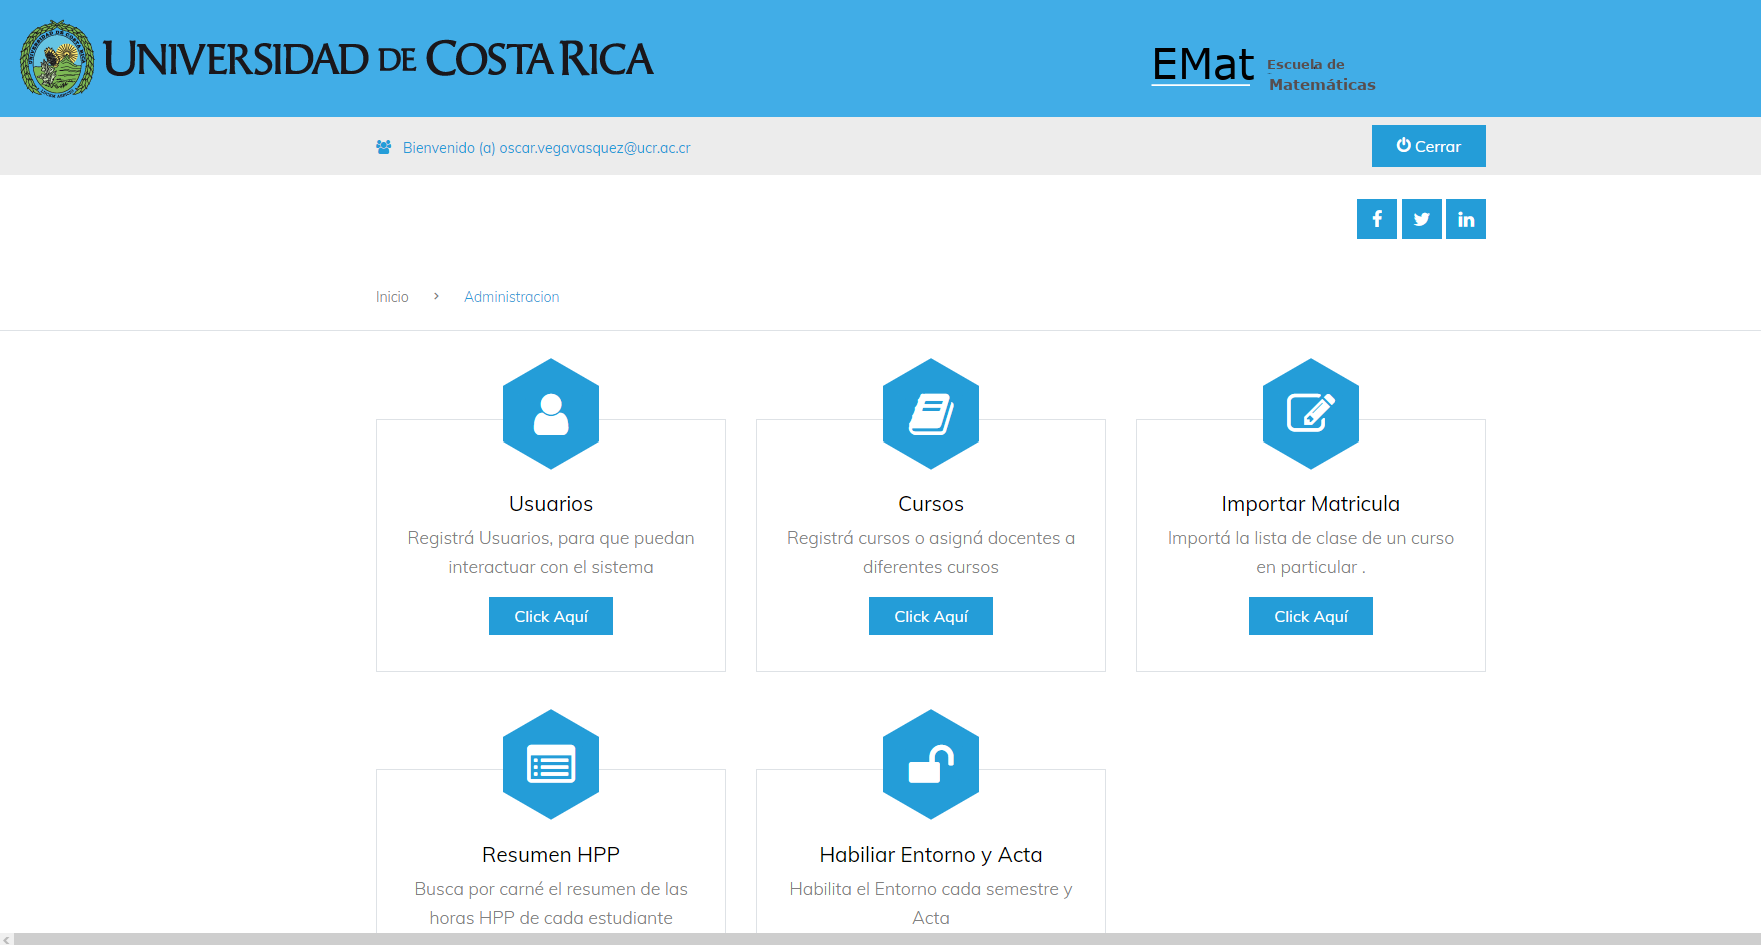 UNIVERSIDAD DE COSTA RICA
EMat
Escuela de
Matemáticas
Bienvenido (a) oscar.vegavasquez@ucr.ac.cr
Cerrar
Inicio > Administracion
Usuarios
Registrá Usuarios, para que puedan
interactuar con el sistema
Click Aquí
Cursos
Registrá cursos o asigná docentes a
diferentes cursos
Click Aquí
Importar Matricula
Importá la lista de clase de un curso
en particular .
Click Aquí
Resumen HPP
Busca por carné el resumen de las
horas HPP de cada estudiante
Habiliar Entorno y Acta
Habilita el Entorno cada semestre y
Acta